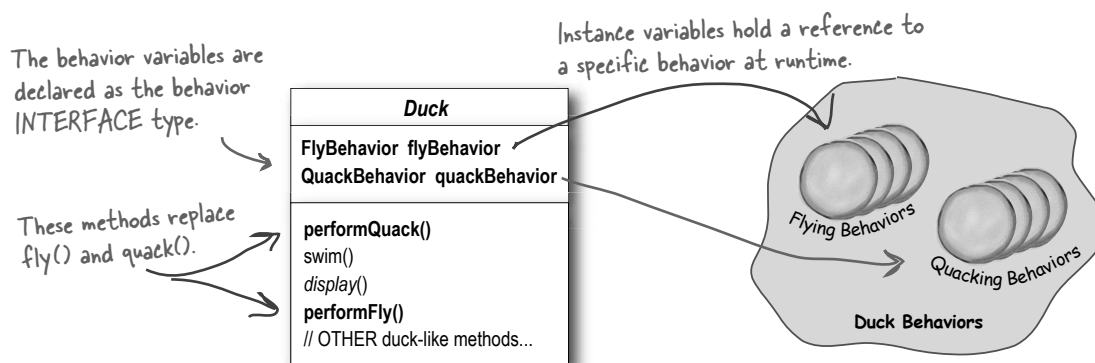 The behavior variables are
declared as the behavior
INTERFACE type.
These methods replace
fly() and quack().
Duck
FlyBehavior flyBehavior
QuackBehavior quackBehavior
performQuack()
swim()
display()
performFly()
// OTHER duck-like methods...
Instance variables hold a reference to
a specific behavior at runtime.
Flying Behaviors
Quacking Behaviors
Duck Behaviors